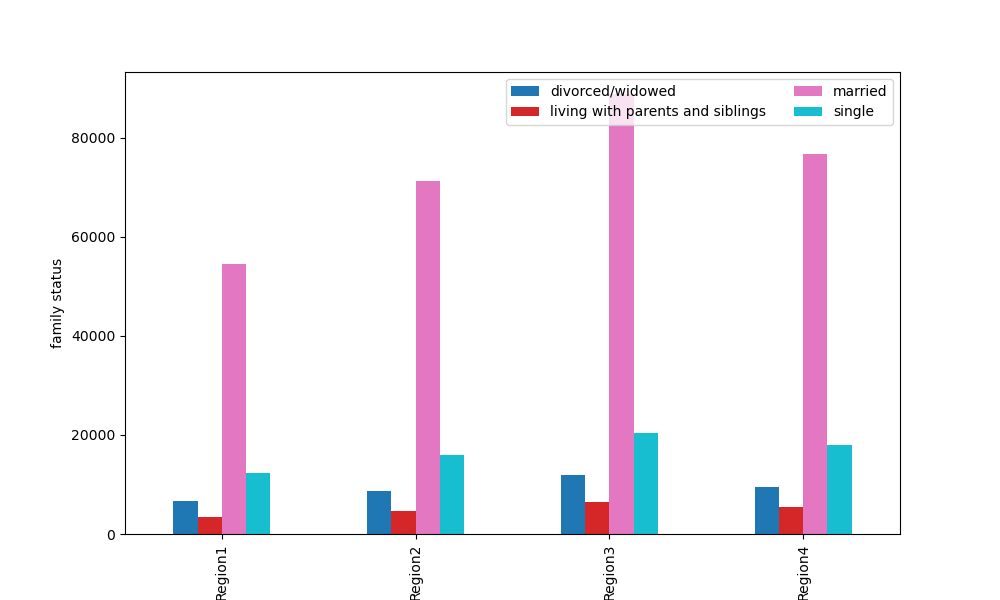 divorced/widowed
living with parents and siblings
married
single
80000
60000
40000
20000
0
family status
Region1
Region2
Region3
Region4